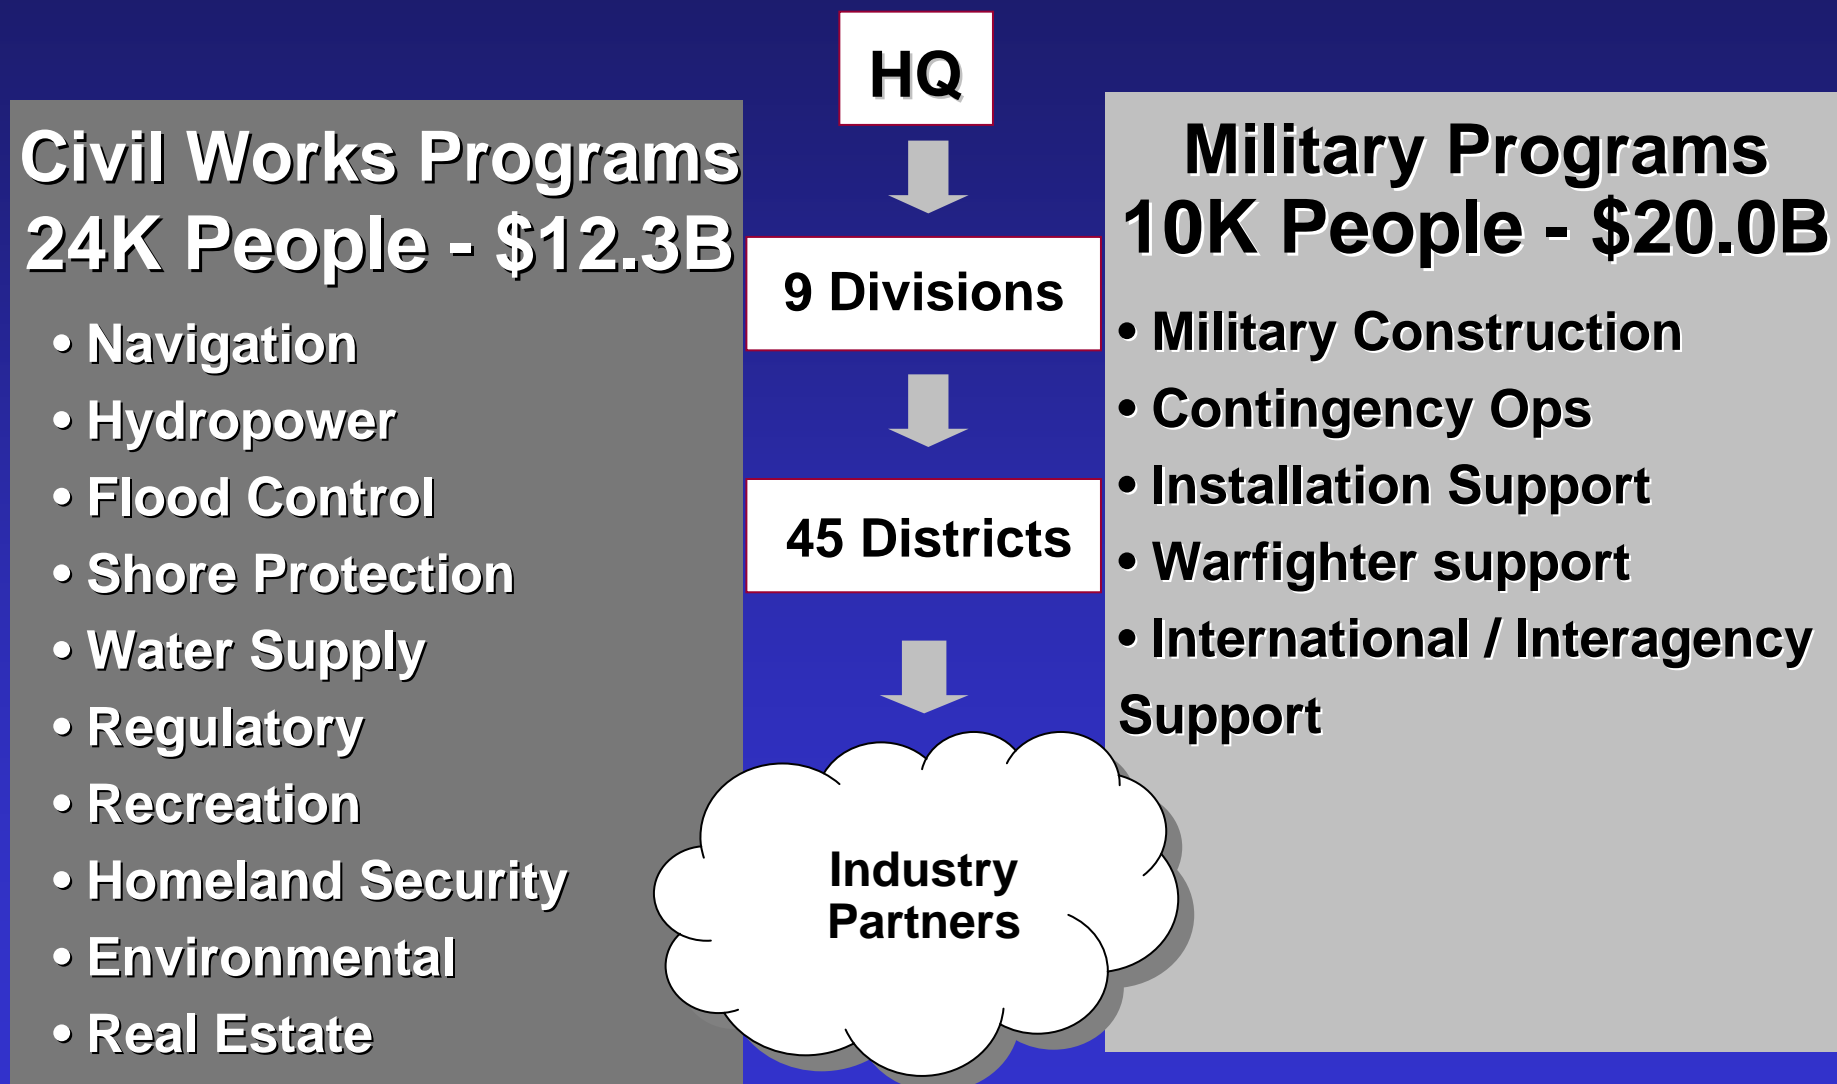 HQ
Civil Works Programs
24K People - $12.3B
• Navigation
• Hydropower
• Flood Control
• Shore Protection
• Water Supply
• Regulatory
• Recreation
• Homeland Security
• Environmental
• Real Estate
9 Divisions
45 Districts
Industry
Partners
Military Programs
10K People - $20.0B
• Military Construction
• Contingency Ops
• Installation Support
• Warfighter support
• International / Interagency
Support